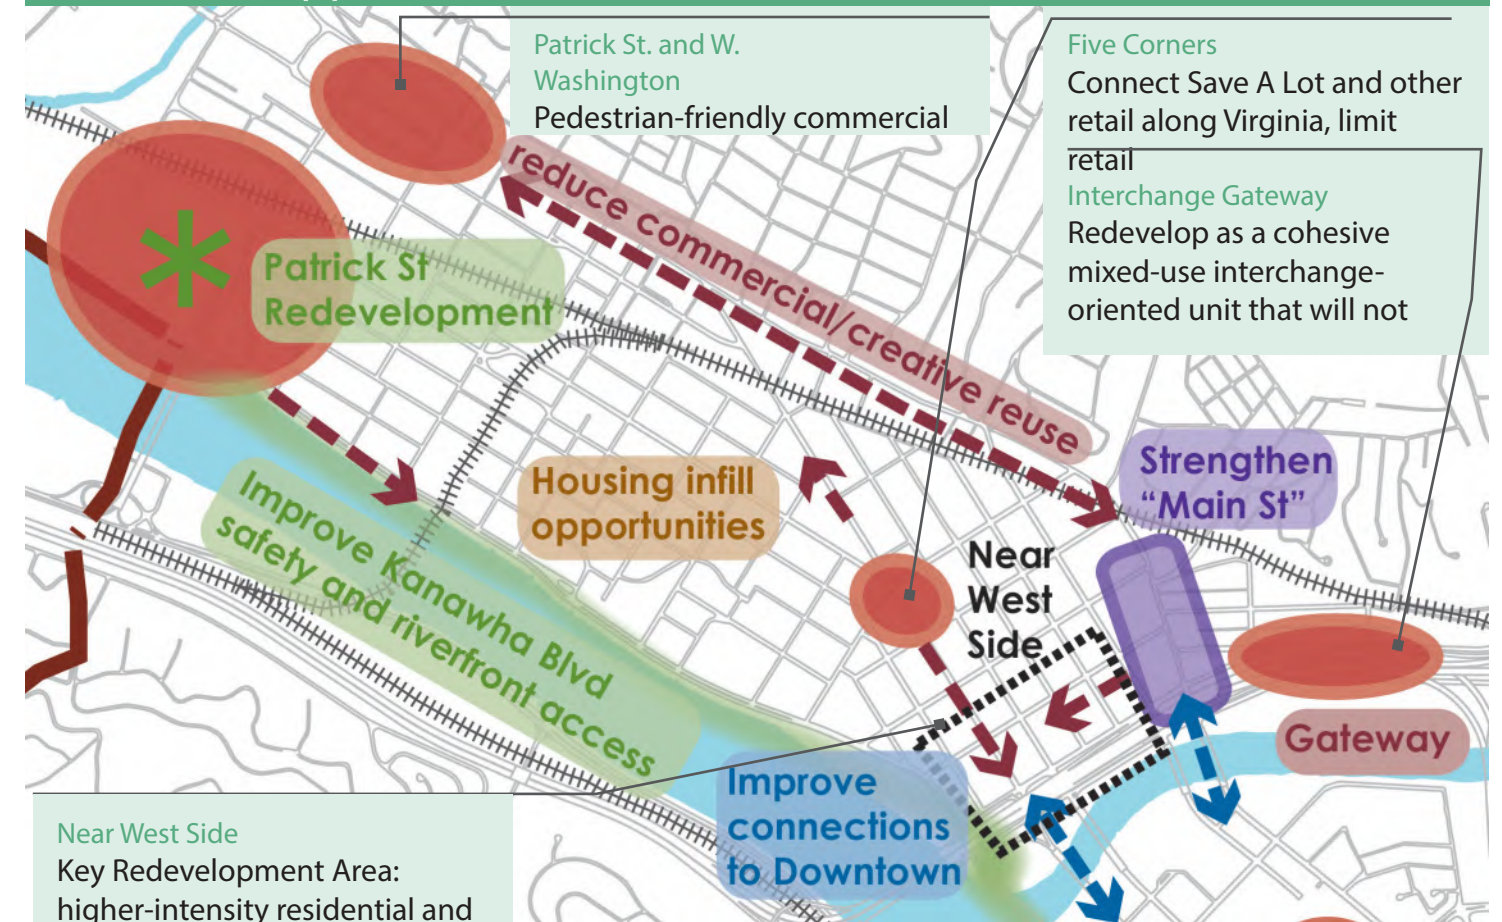 Patrick St. and W.
Washington
Pedestrian-friendly commercial
Five Corners
Connect Save A Lot and other
retail along Virginia, limit
retail
Interchange Gateway
Redevelop as a cohesive
mixed-use interchange-
oriented unit that will not
reduce commercial/creative reuse
Patrick St
Redevelopment
Strengthen
“Main St”
Housing infill
opportunities
Improve Kanawha Blvd
safety and riverfront access
Near
West
Side
Gateway
Improve
connections
to Downtown
Near West Side
Key Redevelopment Area:
higher-intensity residential and